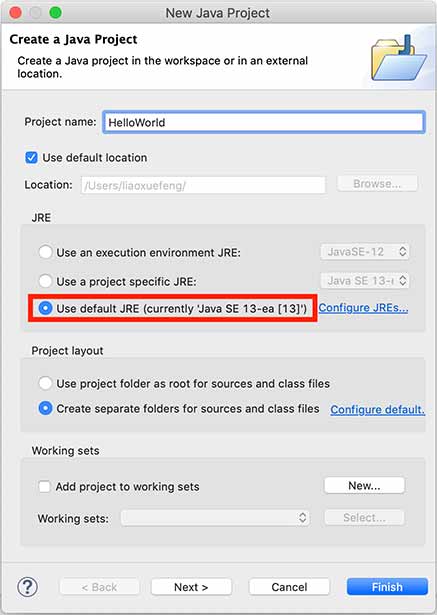 New Java Project
Create a Java Project
Create a Java project in the workspace or in an external
location.
Project name: HelloWorld
Use default location
Location: /Users/liaoxuefeng/ Browse...
JRE
Use an execution environment JRE: JavaSE-12
Use a project specific JRE: Java SE 13-e
Use default JRE (currently 'Java SE 13-ea [13]') Configure JREs...
Project layout
Use project folder as root for sources and class files
Create separate folders for sources and class files Configure default.
Working sets
Add project to working sets New...
Working sets: Select...
? < Back Next > Cancel Finish